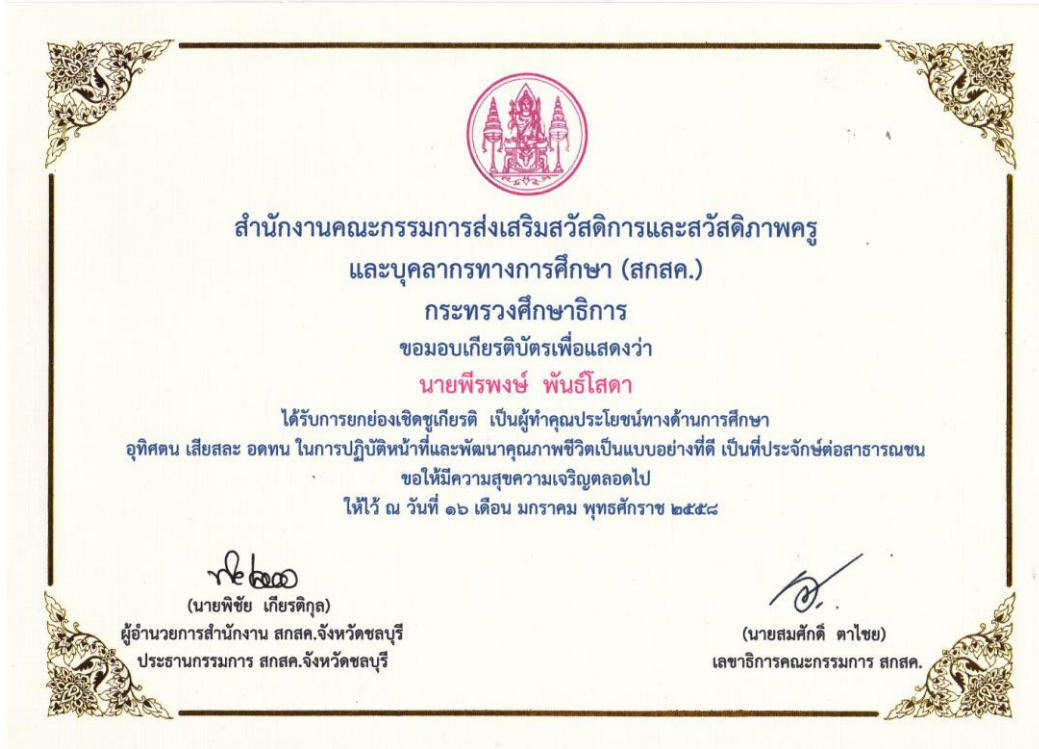 สำนักงานคณะกรรมการส่งเสริมสวัสดิการและสวัสดิภาพครู
และบุคลากรทางการศึกษา (สกสค.)
กระทรวงศึกษาธิการ
ขอมอบเกียรติบัตรเพื่อแสดงว่า
นายพีรพงษ์ พันธ์โสดา
ได้รับการยกย่องเชิดชูเกียรติ เป็นผู้ทำคุณประโยชน์ทางด้านการศึกษา
อุทิศตน เสียสละ อดทน ในการปฏิบัติหน้าที่และพัฒนาคุณภาพชีวิตเป็นแบบอย่างที่ดี เป็นที่ประจักษ์ต่อสาธารณชน
ขอให้มีความสุขความเจริญตลอดไป
ให้ไว้ ณ วันที่ ๑๖ เดือน มกราคม พุทธศักราช ๒๕๕๘
(นายพิชัย เกียรติกุล)
ผู้อำนวยการสำนักงาน สกสค.จังหวัดชลบุรี
ประธานกรรมการ สกสค.จังหวัดชลบุรี
(นายสมศักดิ์ ตาไชย)
เลขาธิการคณะกรรมการ สกสค.